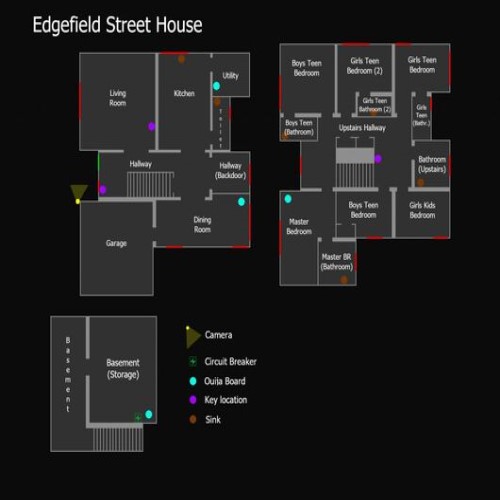 Edgefield Street House
Living
Room
Kitchen
Utility
Toilet
Hallway
Hallway
(Backdoor)
Dining
Room
Garage
Boys Teen
Bedroom
Girls Teen
Bedroom (2)
Girls Teen
Bedroom
Girls Teen
Bathroom (2)
Girls
Teen
(Bath.)
Boys Teen
(Bathroom)
Upstairs Hallway
Bathroom
(Upstairs)
Master
Bedroom
Boys Teen
Bedroom
Girls Kids
Bedroom
Master BR
(Bathroom)
Basement
Basement
(Storage)
Camera
Circuit Breaker
Ouija Board
Key location
Sink